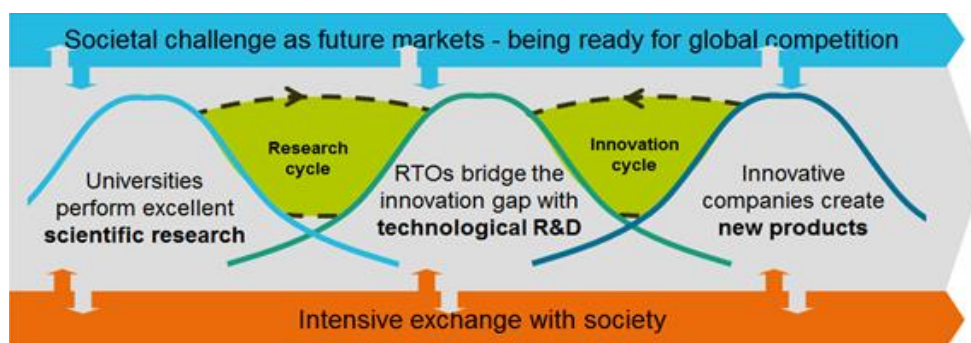 Societal challenge as future markets - being ready for global competition
Research
cycle
Innovation
cycle
Universities
perform excellent
scientific research
RTOs bridge the
innovation gap with
technological R&D
Innovative
companies create
new products
Intensive exchange with society